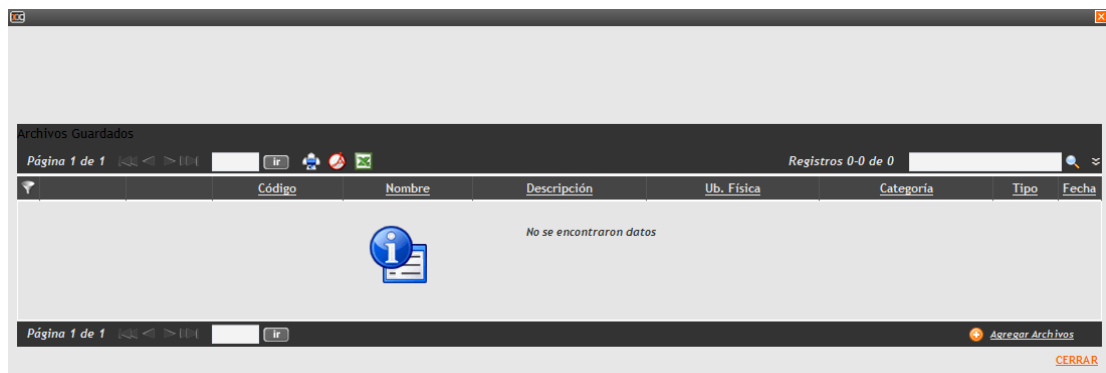 Archivos Guardados
Página 1 de 1 ir Registros 0-0 de 0
Código Nombre Descripción Ub. Física Categoría Tipo Fecha
No se encontraron datos
Página 1 de 1 ir Agregar Archivos
CERRAR